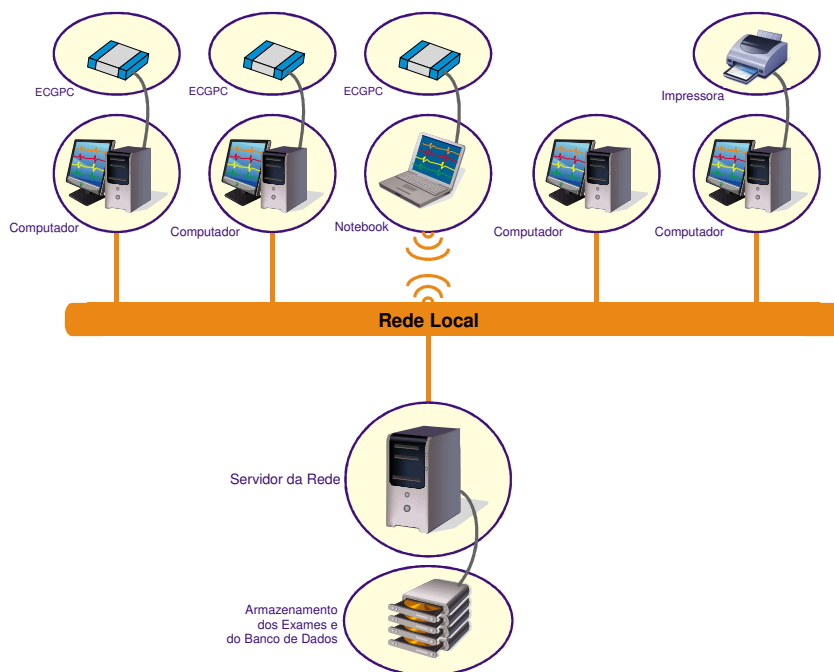 ECGPC
ECGPC
ECGPC
Impressora
Computador
Computador
Notebook
Computador
Computador
Rede Local
Servidor da Rede
Armazenamento
dos Exames e
do Banco de Dados